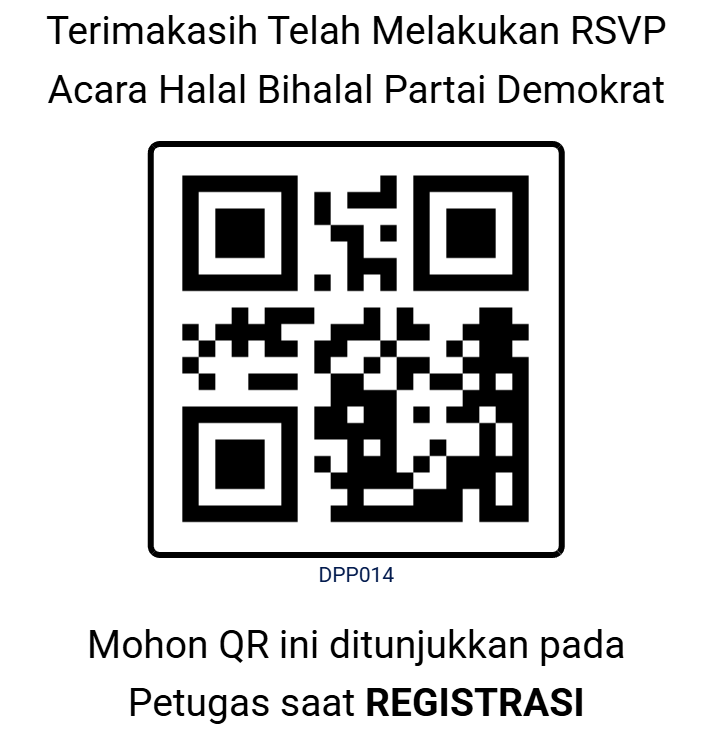 Terimakasih Telah Melakukan RSVP
Acara Halal Bihalal Partai Demokrat
DPP014
Mohon QR ini ditunjukkan pada
Petugas saat REGISTRASI